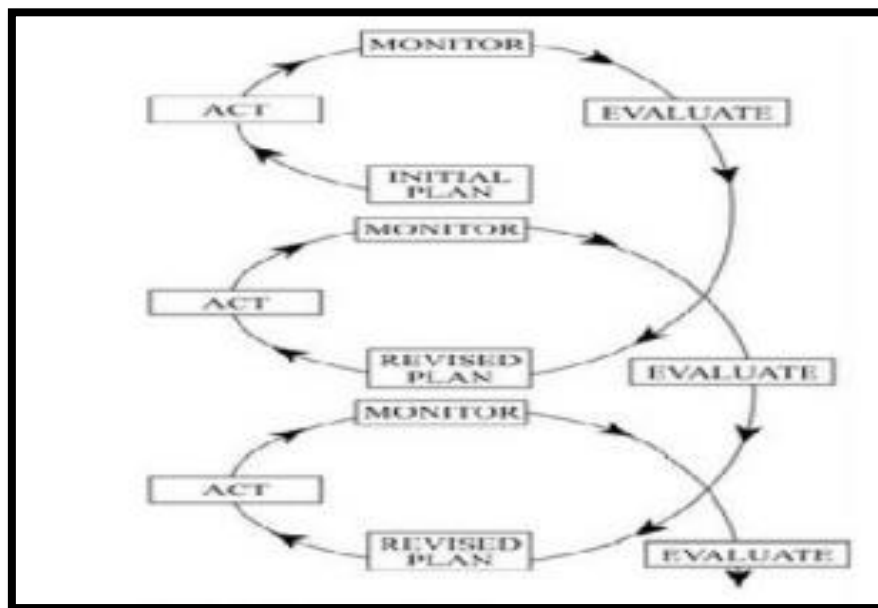 MONITOR
ACT
EVALUATE
INITIAL
PLAN
MONITOR
ACT
REVISED
PLAN
EVALUATE
MONITOR
ACT
REVISED
PLAN
EVALUATE